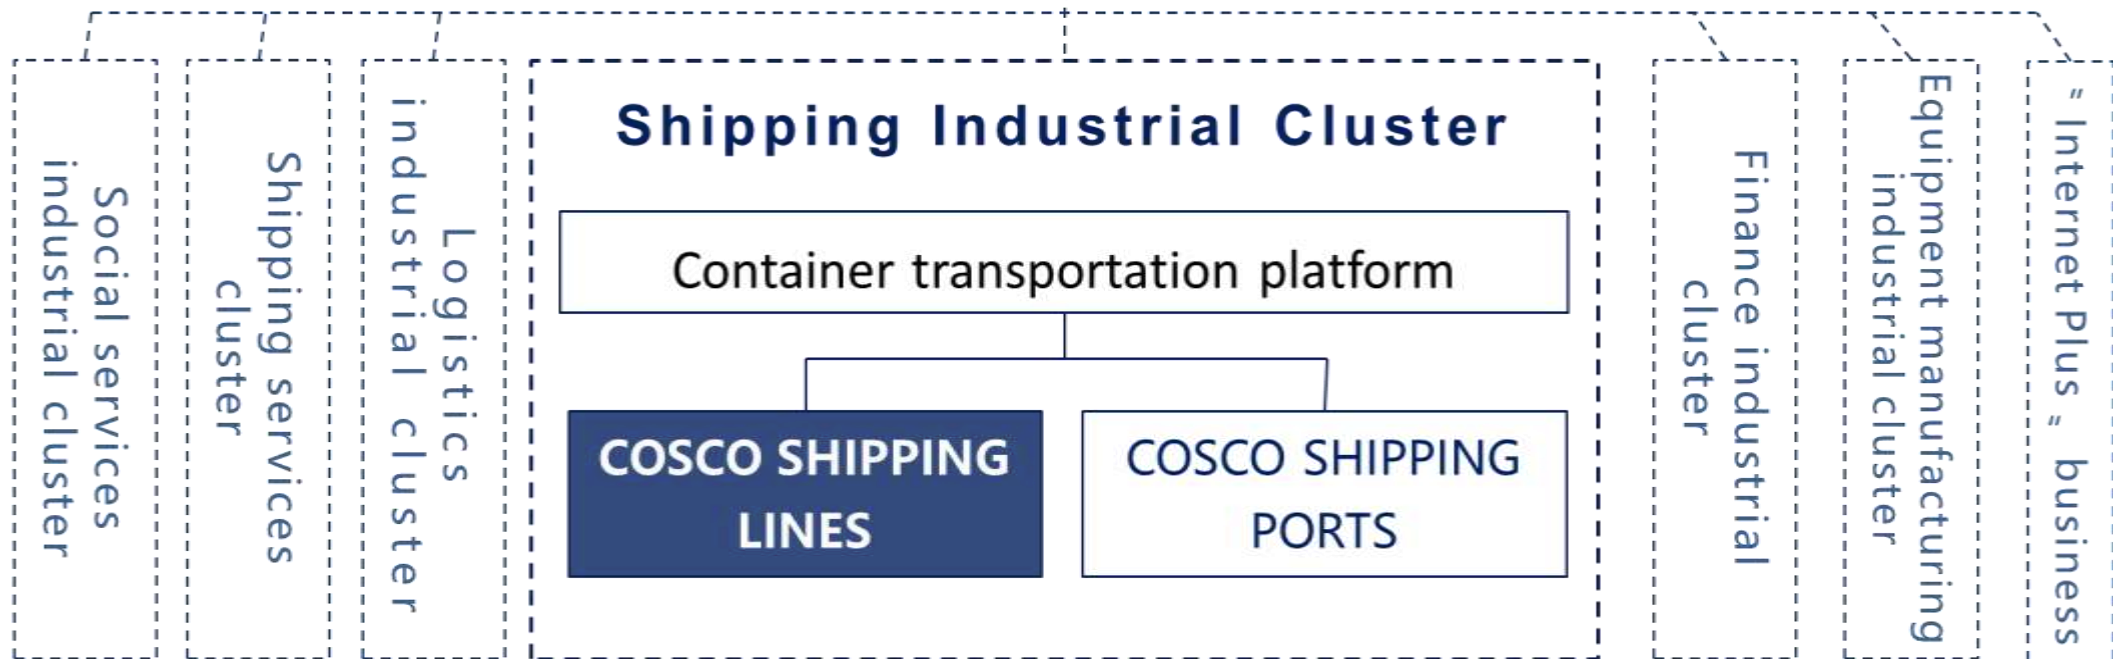 Social services
industrial cluster
Shipping services
cluster
Logistics
industrial cluster
Shipping Industrial Cluster
Container transportation platform
COSCO SHIPPING
LINES
COSCO SHIPPING
PORTS
Finance industrial
cluster
Equipment manufacturing
industrial cluster
“Internet Plus” business